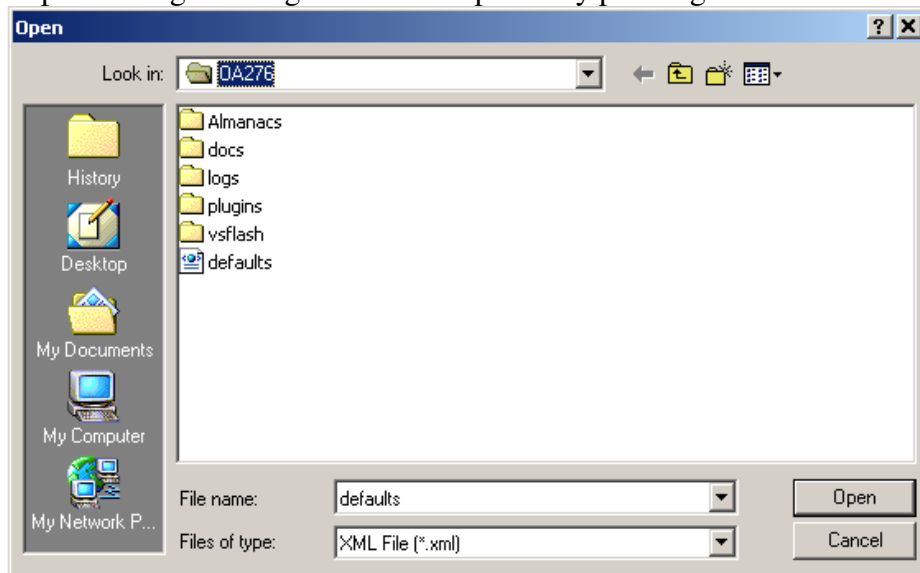 Open
Look in: 0A276
Almanacs
docs
logs
plugins
vsflash
defaults
History
Desktop
My Documents
My Computer
My Network P...
File name: defaults
Open
Files of type: XML File (*.xml)
Cancel